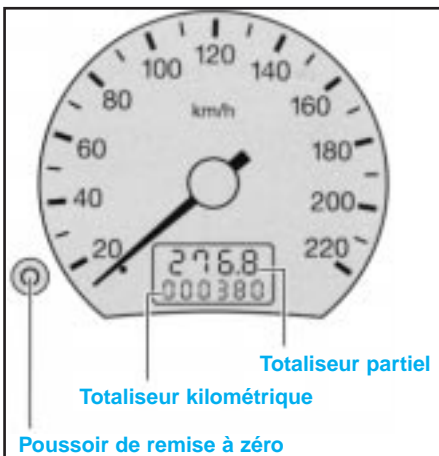 120
100 140
80 160
km/h
60 180
40 200
20 220
276.8
000380
Totaliseur partiel
Totaliseur kilométrique
Poussoir de remise à zéro